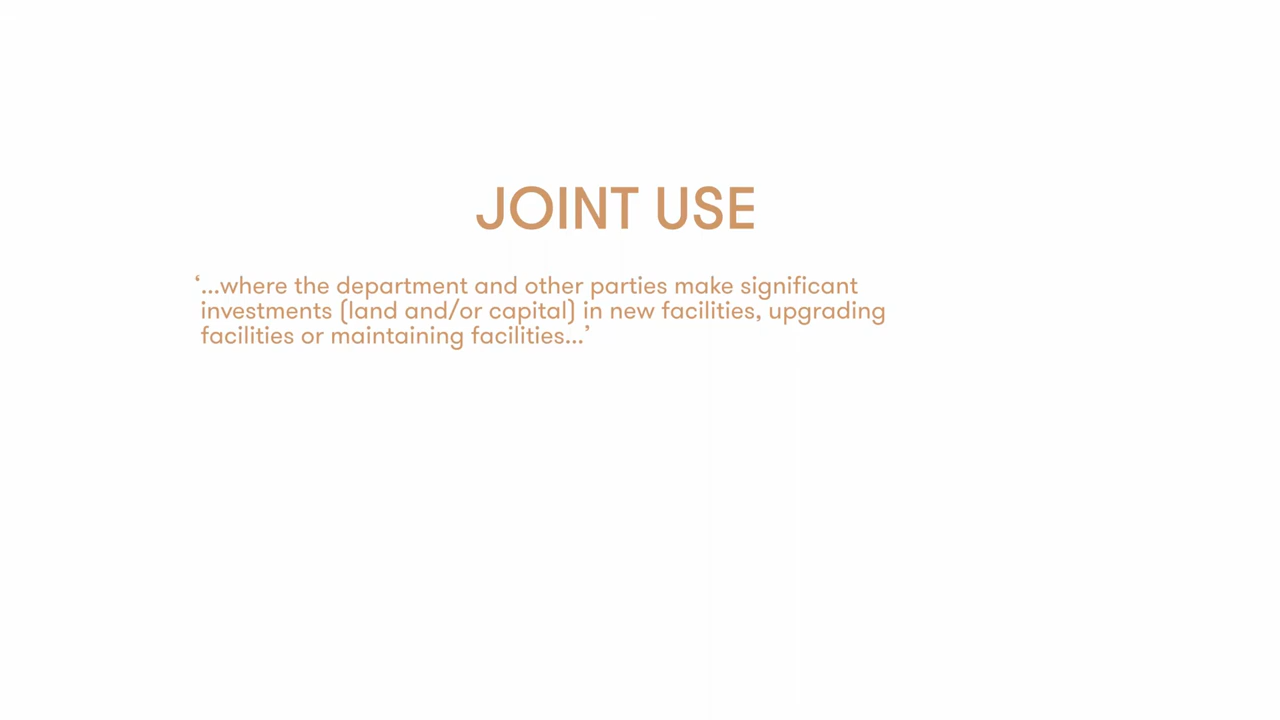 JOINT USE
‘...where the department and other parties make significant
investments (land and/or capital) in new facilities, upgrading
facilities or maintaining facilities...’